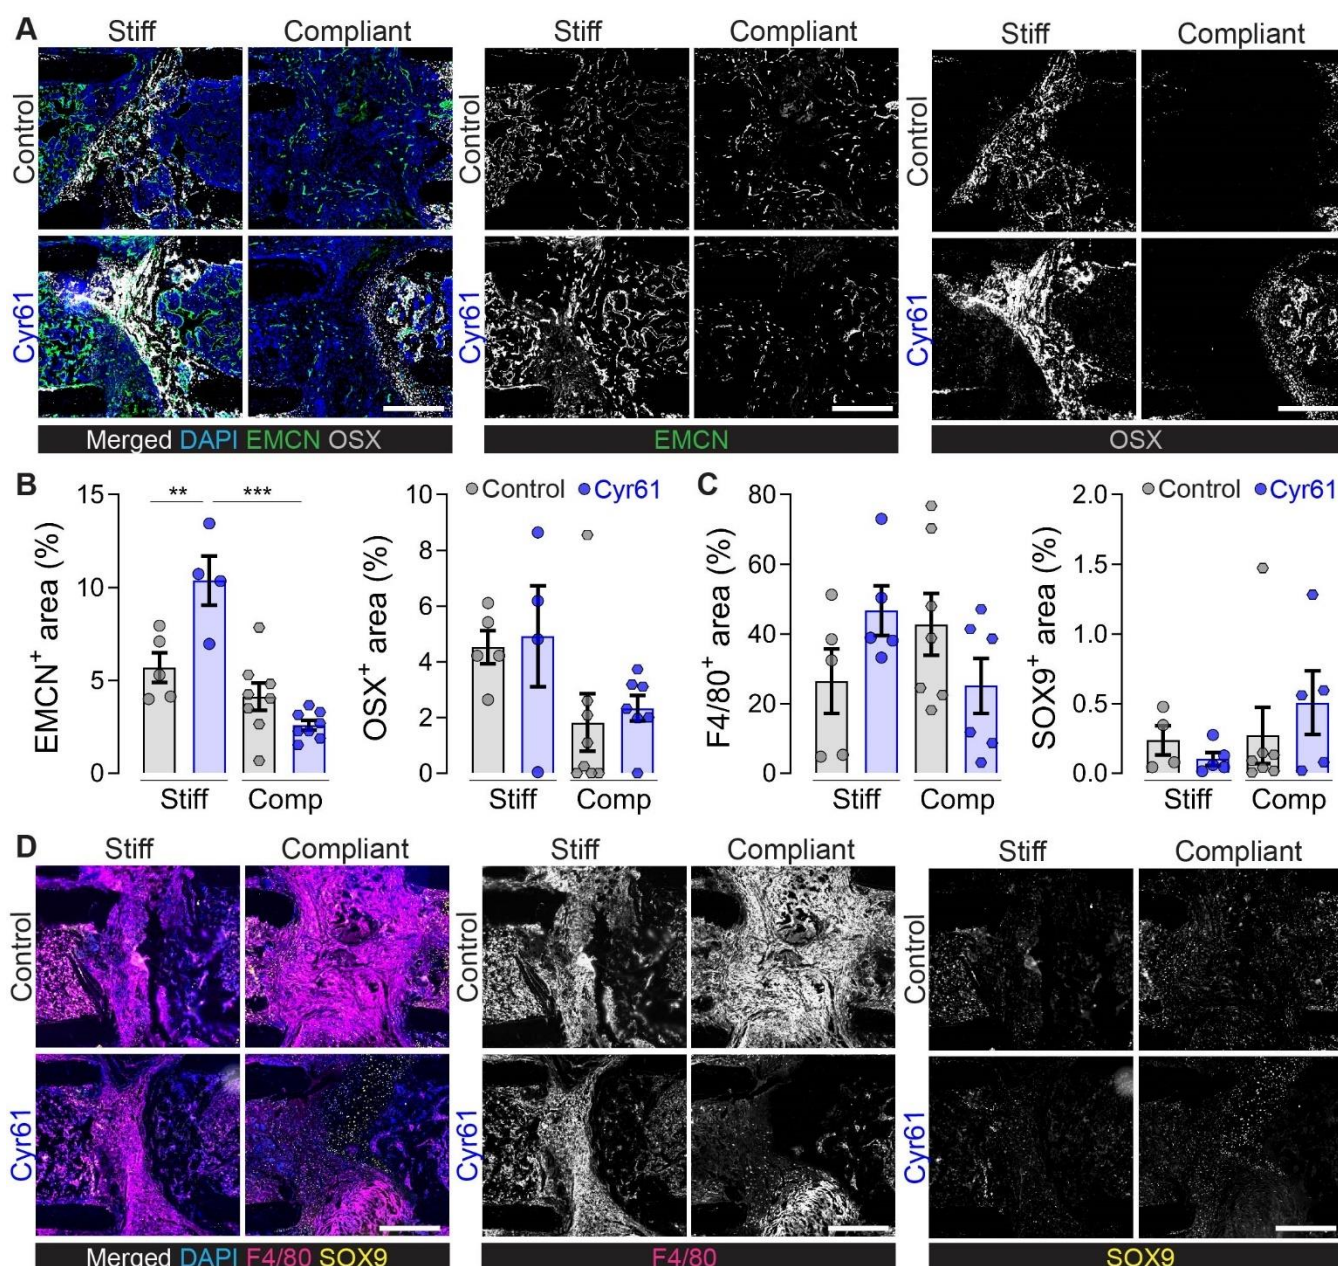 A
Stiff Compliant Stiff Compliant Stiff Compliant
Control Control Control
Cyr61 Cyr61 Cyr61
Merged DAPI EMCN OSX EMCN OSX
B
EMCN+ area (%)
15
10
5
0
** ***
Stiff Comp
OSX+ area (%)
10
8
6
4
2
0
Control Cyr61
Stiff Comp
C
F4/80+ area (%)
80
60
40
20
0
Stiff Comp
SOX9+ area (%)
2.0
1.5
1.0
0.5
0.0
Control Cyr61
Stiff Comp
D
Stiff Compliant Stiff Compliant Stiff Compliant
Control Control Control
Cyr61 Cyr61 Cyr61
Merged DAPI F4/80 SOX9 F4/80 SOX9